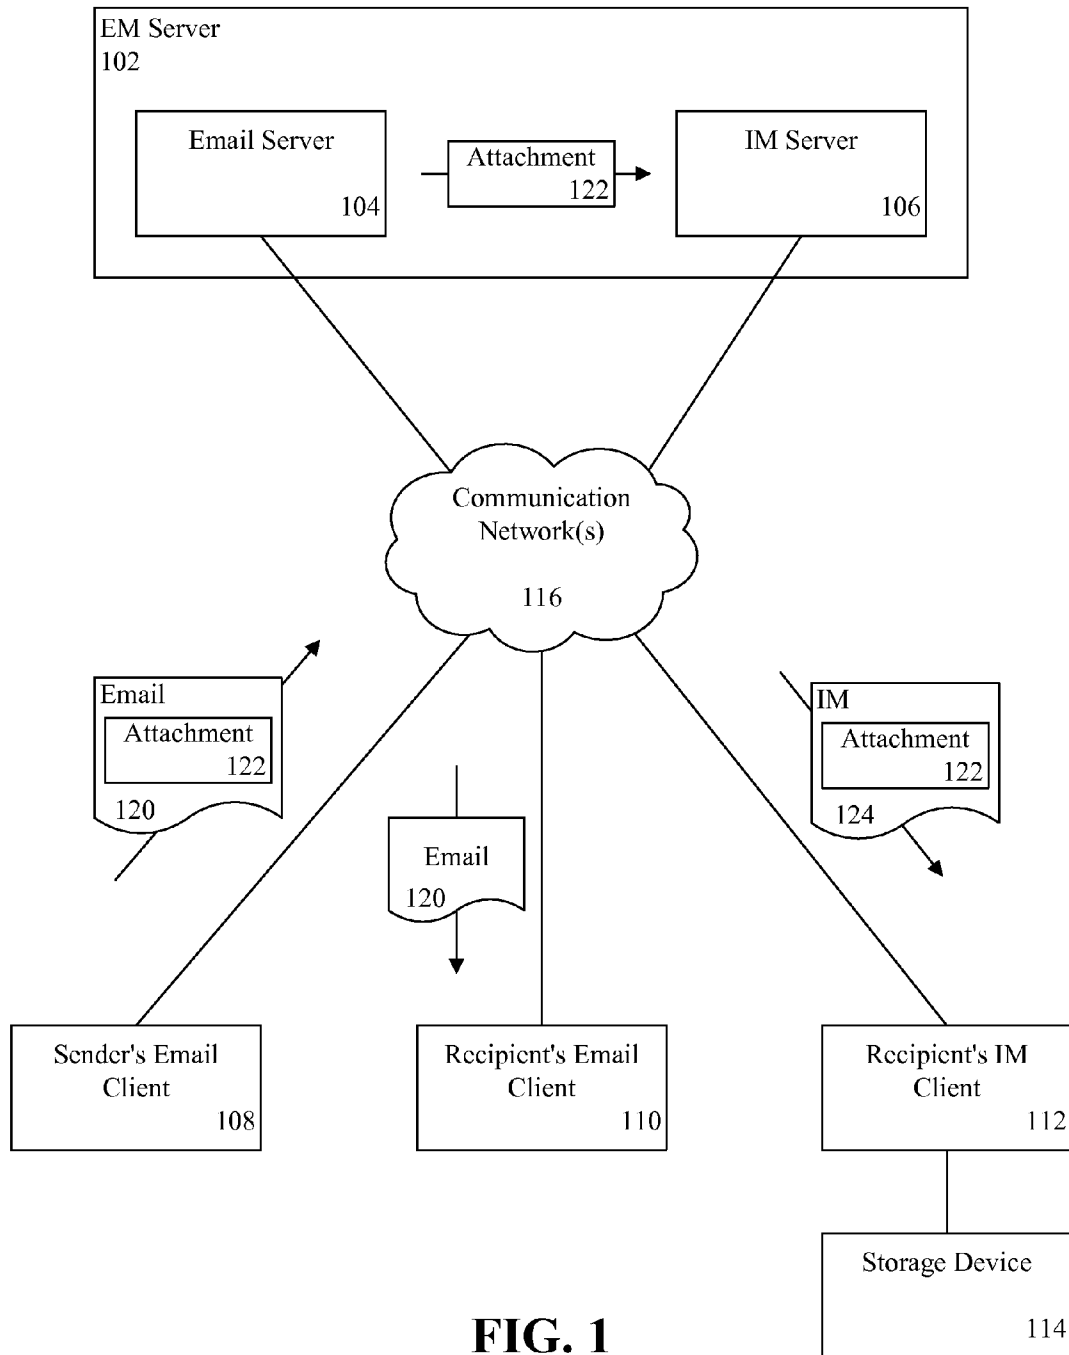 EM Server
102
Email Server
104
Attachment
122
IM Server
106
Communication
Network(s)
116
Email
Attachment
122
120
Email
120
IM
Attachment
122
124
Sender's Email
Client
108
Recipient's Email
Client
110
Recipient's IM
Client
112
Storage Device
114
FIG. 1